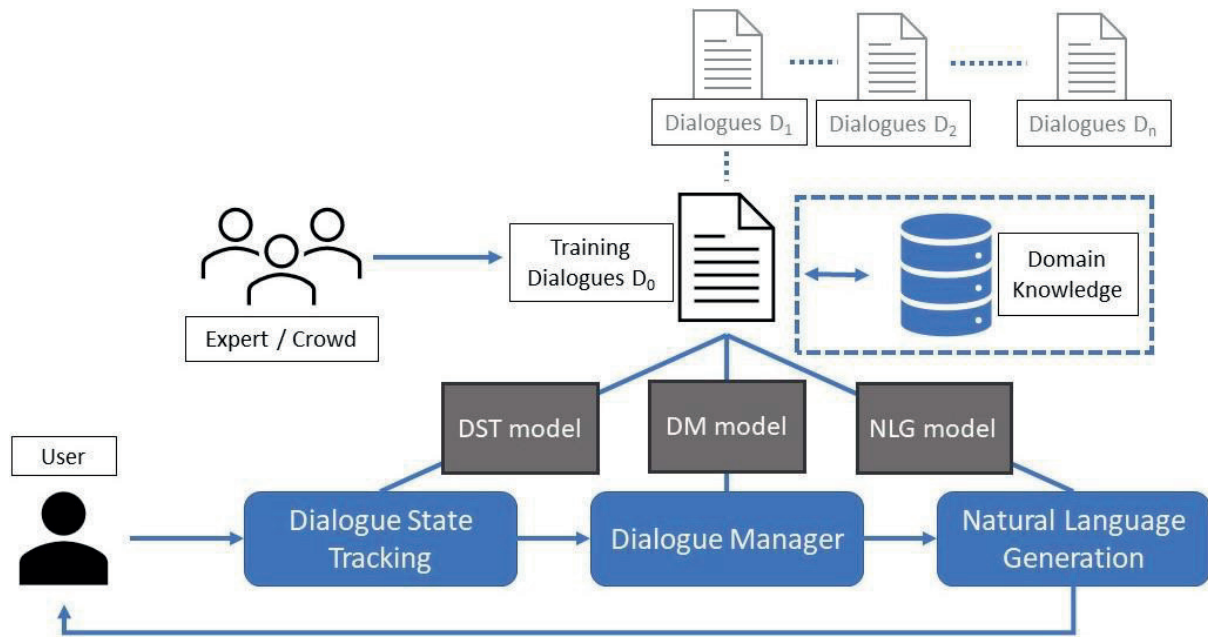 Dialogues D₁
Dialogues D₂
Dialogues Dₙ
Training
Dialogues D₀
Domain
Knowledge
Expert / Crowd
DST model
DM model
NLG model
User
Dialogue State
Tracking
Dialogue Manager
Natural Language
Generation